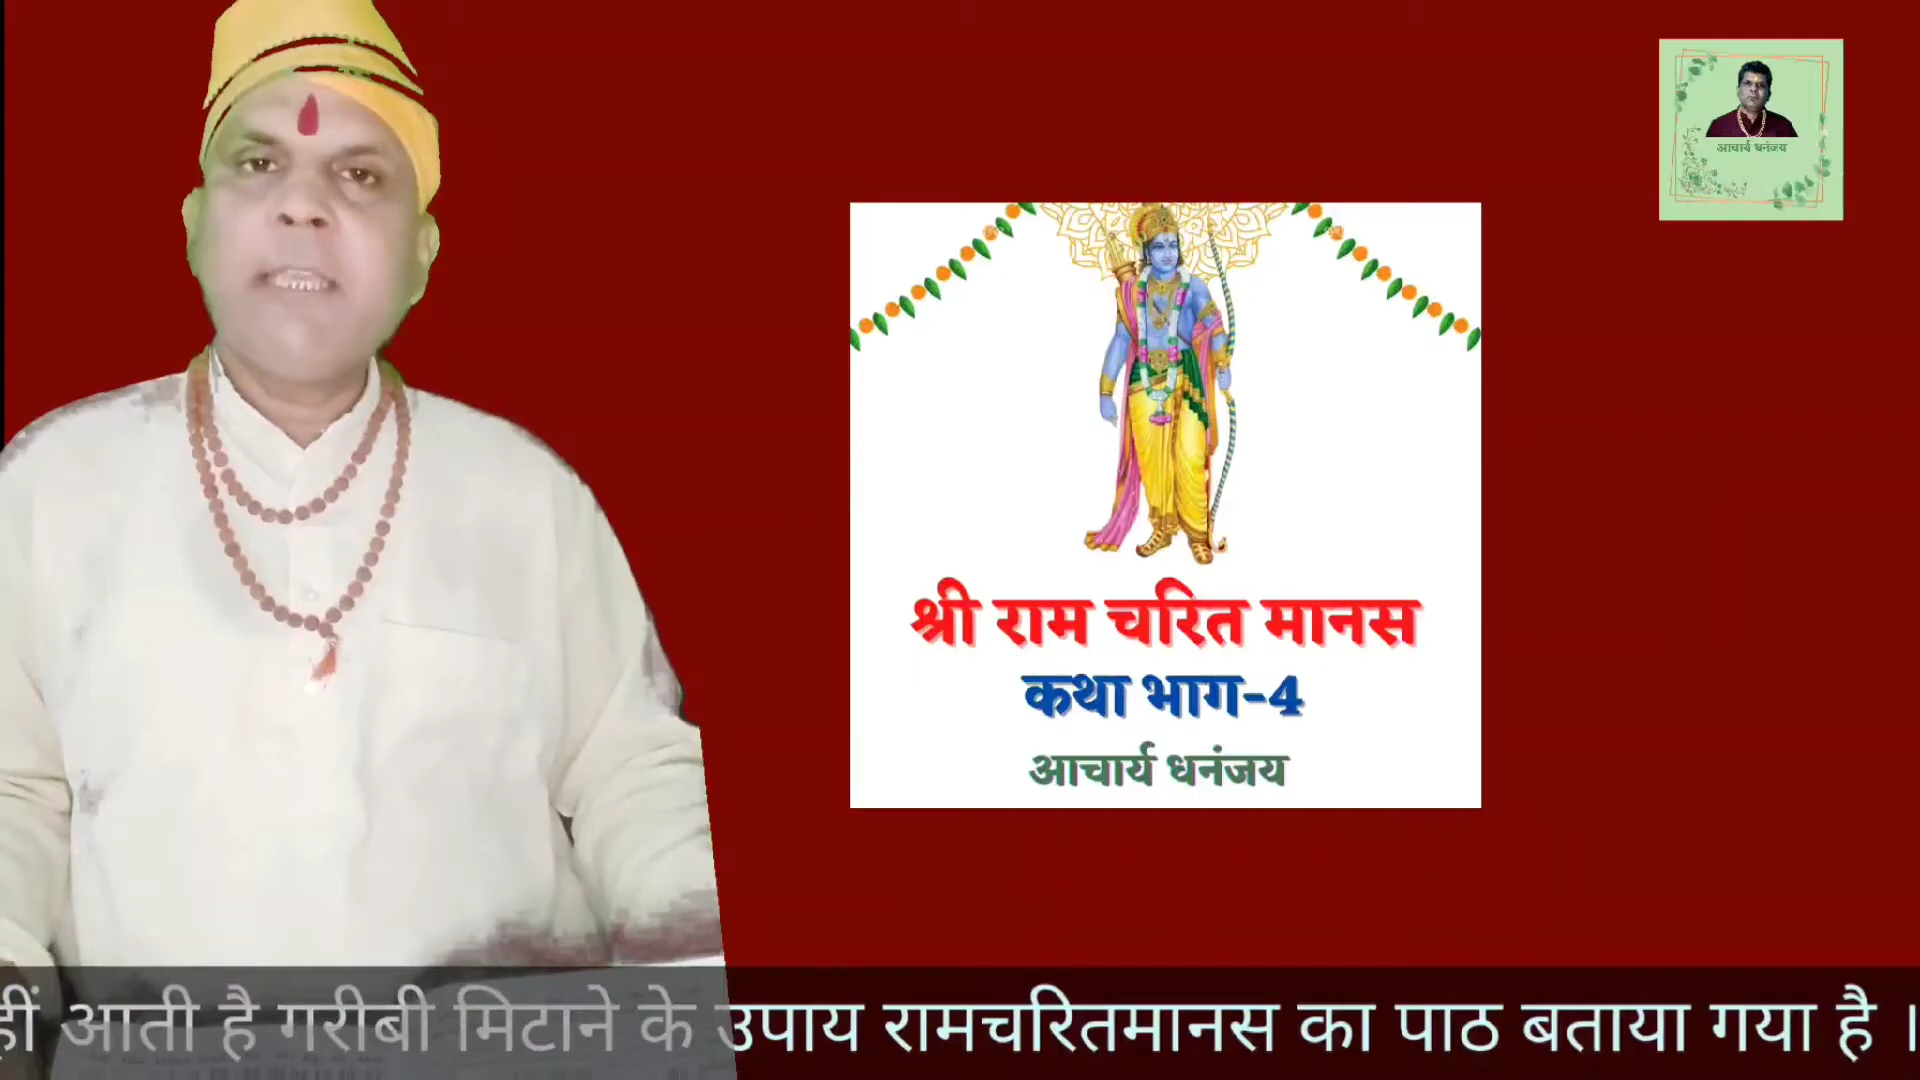 आचार्य धनंजय
श्री राम चरित मानस
कथा भाग-4
आचार्य धनंजय
आती है गरीबी मिटाने के उपाय रामचरितमानस का पाठ बताया गया है ।